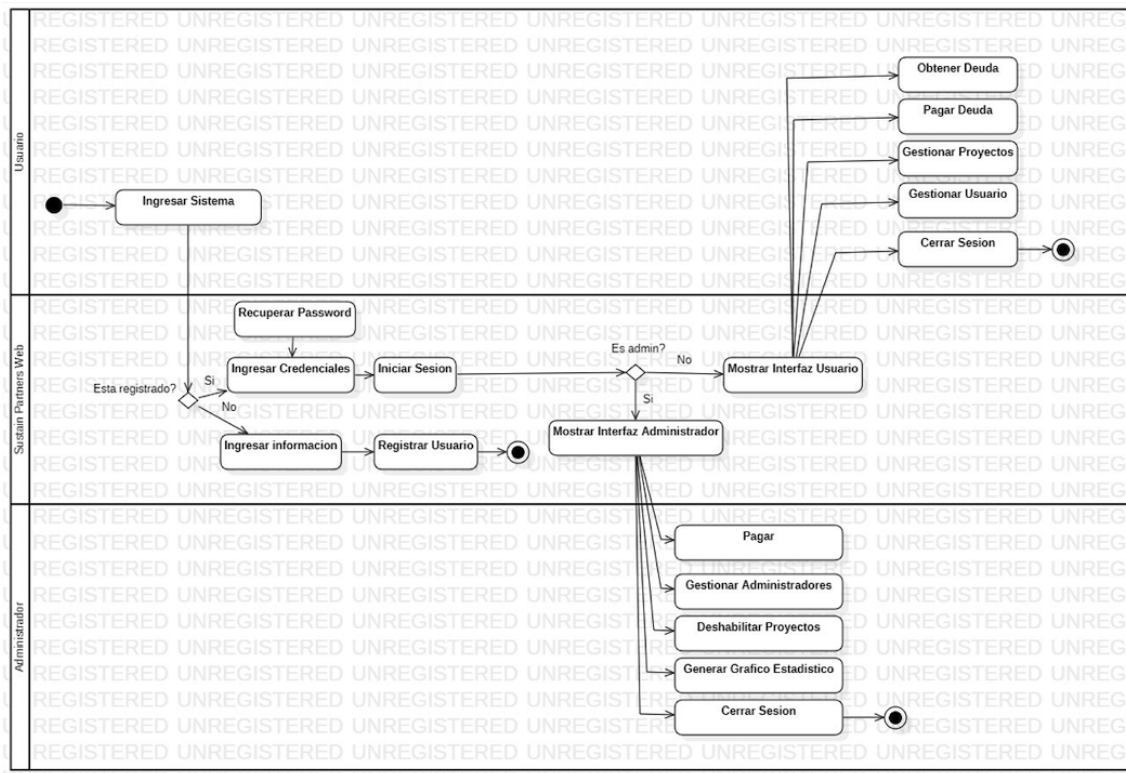 Usuario
Obtener Deuda
Pagar Deuda
Gestionar Proyectos
Gestionar Usuario
Cerrar Sesion
Ingresar Sistema
Sustain Partners Web
Recuperar Password
Es admin?
Ingresar Credenciales
Iniciar Sesion
No
Mostrar Interfaz Usuario
Esta registrado?
Si
No
Si
Ingresar informacion
Registrar Usuario
Mostrar Interfaz Administrador
Administrador
Pagar
Gestionar Administradores
Deshabilitar Proyectos
Generar Grafico Estadistico
Cerrar Sesion
UNREGISTERED